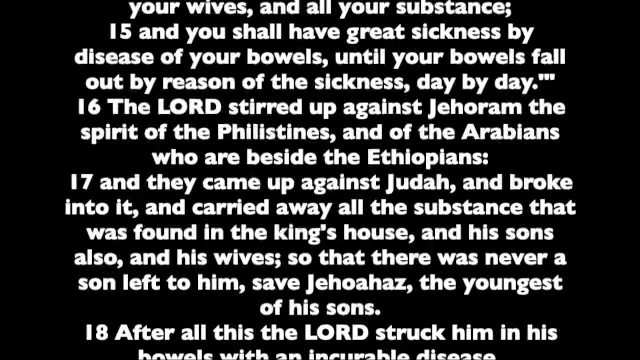 your wives, and all your substance;
15 and you shall have great sickness by
disease of your bowels, until your bowels fall
out by reason of the sickness, day by day.'"
16 The LORD stirred up against Jehoram the
spirit of the Philistines, and of the Arabians
who are beside the Ethiopians:
17 and they came up against Judah, and broke
into it, and carried away all the substance that
was found in the king's house, and his sons
also, and his wives; so that there was never a
son left to him, save Jehoahaz, the youngest
of his sons.
18 After all this the LORD struck him in his
bowels with an incurable disease.